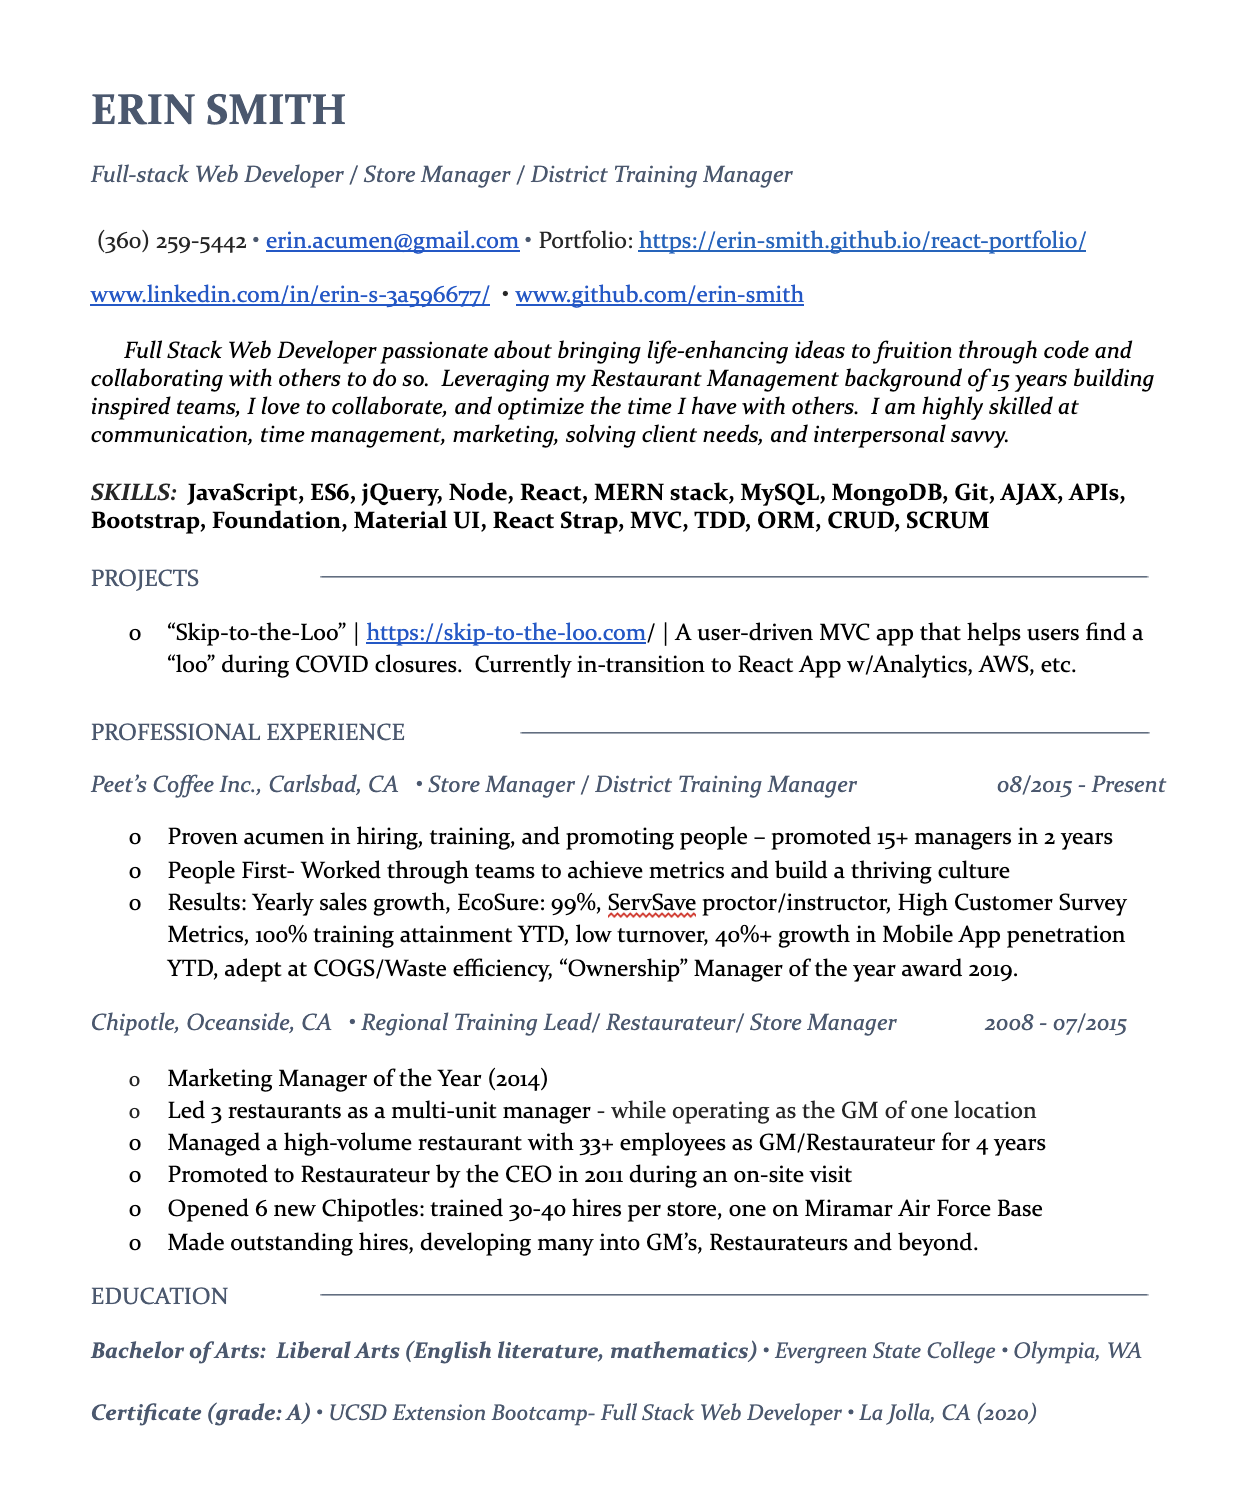 ERIN SMITH
Full-stack Web Developer / Store Manager / District Training Manager
(360) 259-5442 • erin.acumen@gmail.com • Portfolio: https://erin-smith.github.io/react-portfolio/
www.linkedin.com/in/erin-s-3a596677/ • www.github.com/erin-smith
Full Stack Web Developer passionate about bringing life-enhancing ideas to fruition through code and
collaborating with others to do so. Leveraging my Restaurant Management background of 15 years building
inspired teams, I love to collaborate, and optimize the time I have with others. I am highly skilled at
communication, time management, marketing, solving client needs, and interpersonal savvy.
SKILLS: JavaScript, ES6, jQuery, Node, React, MERN stack, MySQL, MongoDB, Git, AJAX, APIs,
Bootstrap, Foundation, Material UI, React Strap, MVC, TDD, ORM, CRUD, SCRUM
PROJECTS
o “Skip-to-the-Loo” | https://skip-to-the-loo.com/ | A user-driven MVC app that helps users find a
“loo” during COVID closures. Currently in-transition to React App w/Analytics, AWS, etc.
PROFESSIONAL EXPERIENCE
Peet’s Coffee Inc., Carlsbad, CA • Store Manager / District Training Manager 08/2015 - Present
o Proven acumen in hiring, training, and promoting people – promoted 15+ managers in 2 years
o People First- Worked through teams to achieve metrics and build a thriving culture
o Results: Yearly sales growth, EcoSure: 99%, ServSave proctor/instructor, High Customer Survey
Metrics, 100% training attainment YTD, low turnover, 40%+ growth in Mobile App penetration
YTD, adept at COGS/Waste efficiency, “Ownership” Manager of the year award 2019.
Chipotle, Oceanside, CA • Regional Training Lead/ Restaurateur/ Store Manager 2008 - 07/2015
o Marketing Manager of the Year (2014)
o Led 3 restaurants as a multi-unit manager - while operating as the GM of one location
o Managed a high-volume restaurant with 33+ employees as GM/Restaurateur for 4 years
o Promoted to Restaurateur by the CEO in 2011 during an on-site visit
o Opened 6 new Chipotles: trained 30-40 hires per store, one on Miramar Air Force Base
o Made outstanding hires, developing many into GM’s, Restaurateurs and beyond.
EDUCATION
Bachelor of Arts: Liberal Arts (English literature, mathematics) • Evergreen State College • Olympia, WA
Certificate (grade: A) • UCSD Extension Bootcamp- Full Stack Web Developer • La Jolla, CA (2020)